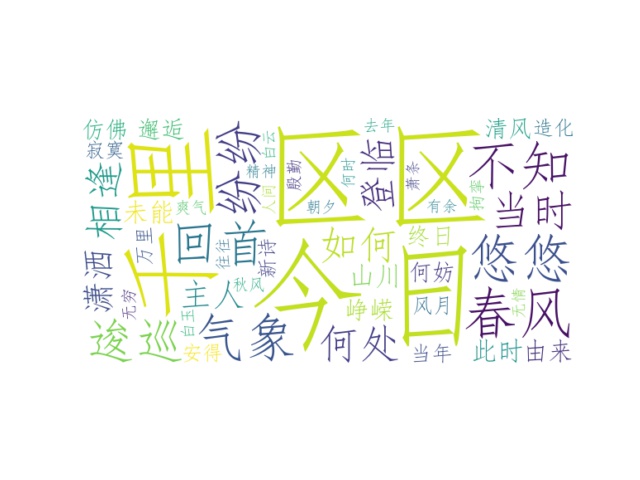 仿佛
邂逅
千里
纷纷
白云
区区
去年
清风
造化
寂寞
精神
殷勤
登临
不知
相逢
未能
爽气
人间
朝夕
何时
萧条
有余
当时
潇洒
万里
回首
往往
新诗
今日
如何
终日
悠悠
无穷
主人
秋风
山川
何妨
春风
无情
逡巡
白玉
气象
峥嵘
风月
安得
何处
当年
此时
由来